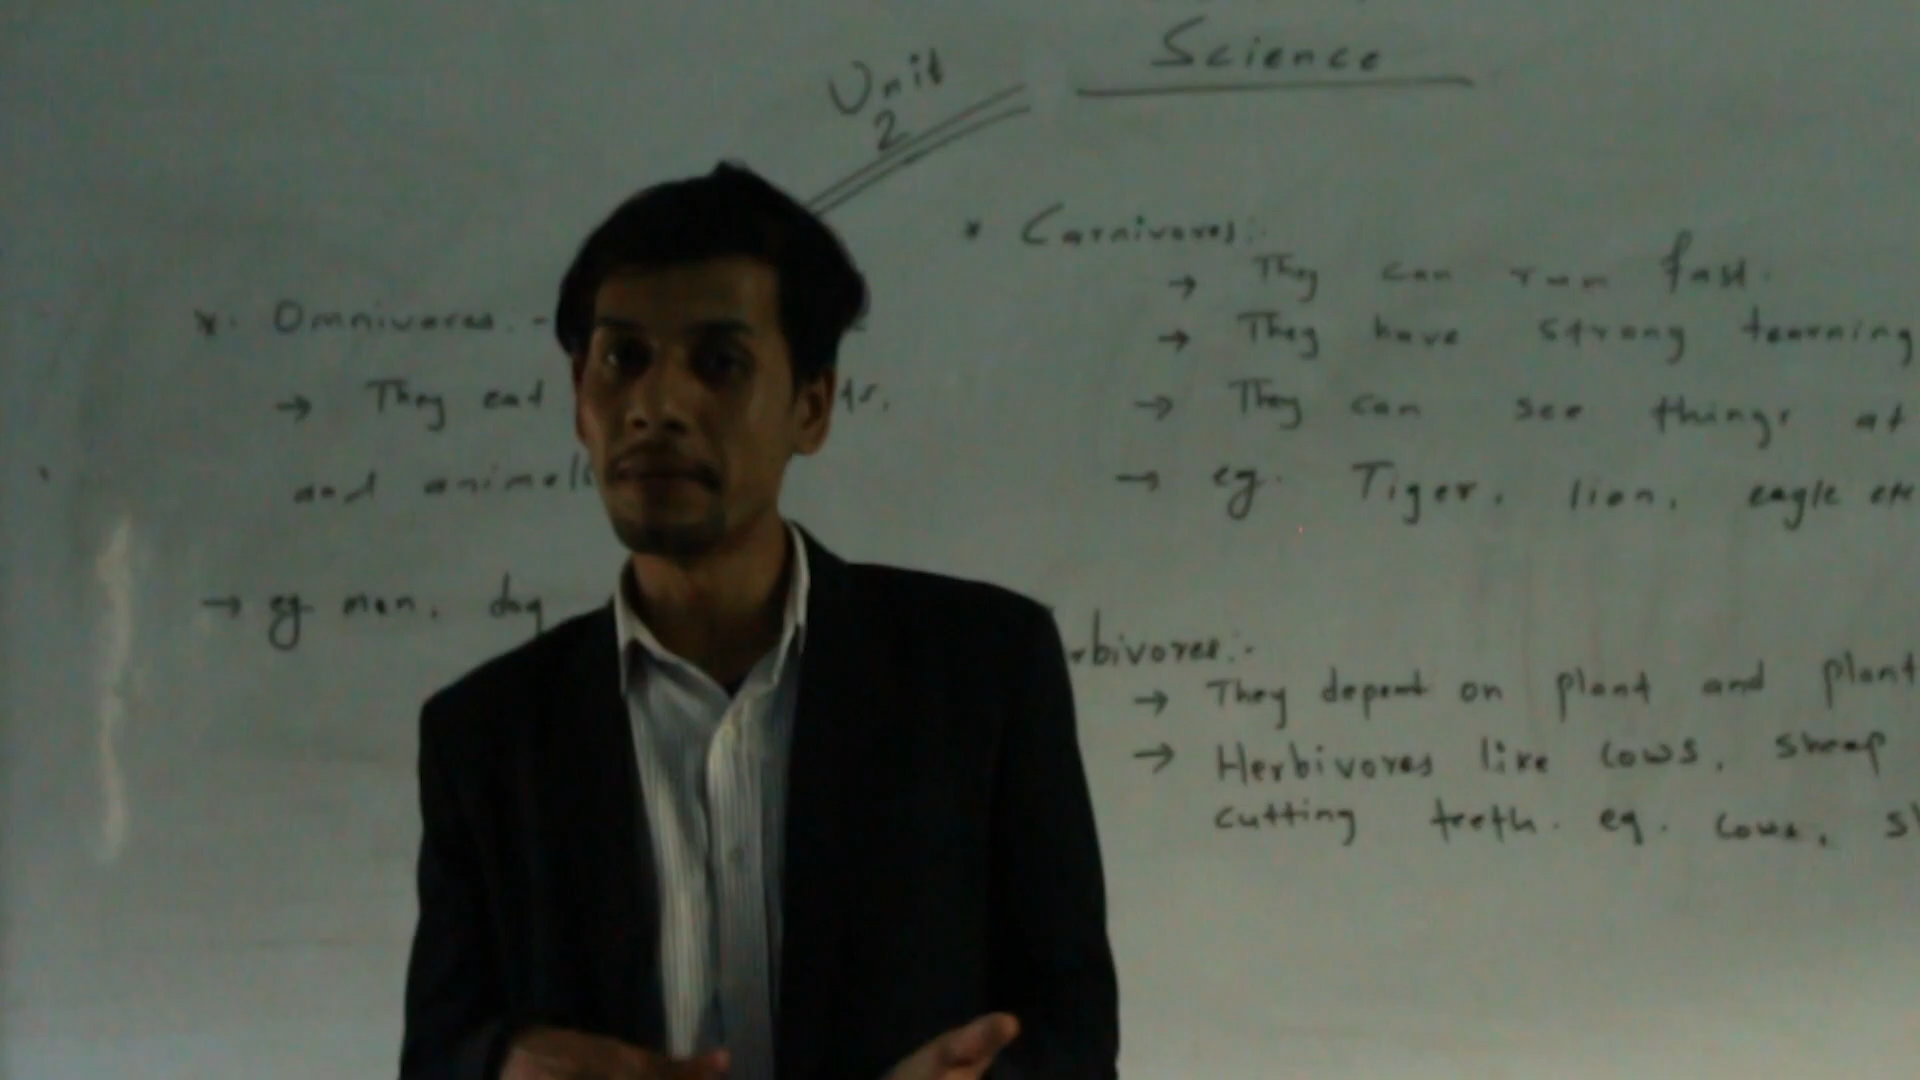 Science
Unit
2
* Carnivores:-
→ They can run fast.
→ They have strong tearning
→ They can see things at
→ eg. Tiger, lion, eagle etc
*. Omnivores. -
→ They eat
and animals
→ eg. man, dog
rbivores:-
→ They depend on plant and plant
→ Herbivores like cows, sheep
cutting teeth. eg. cows,